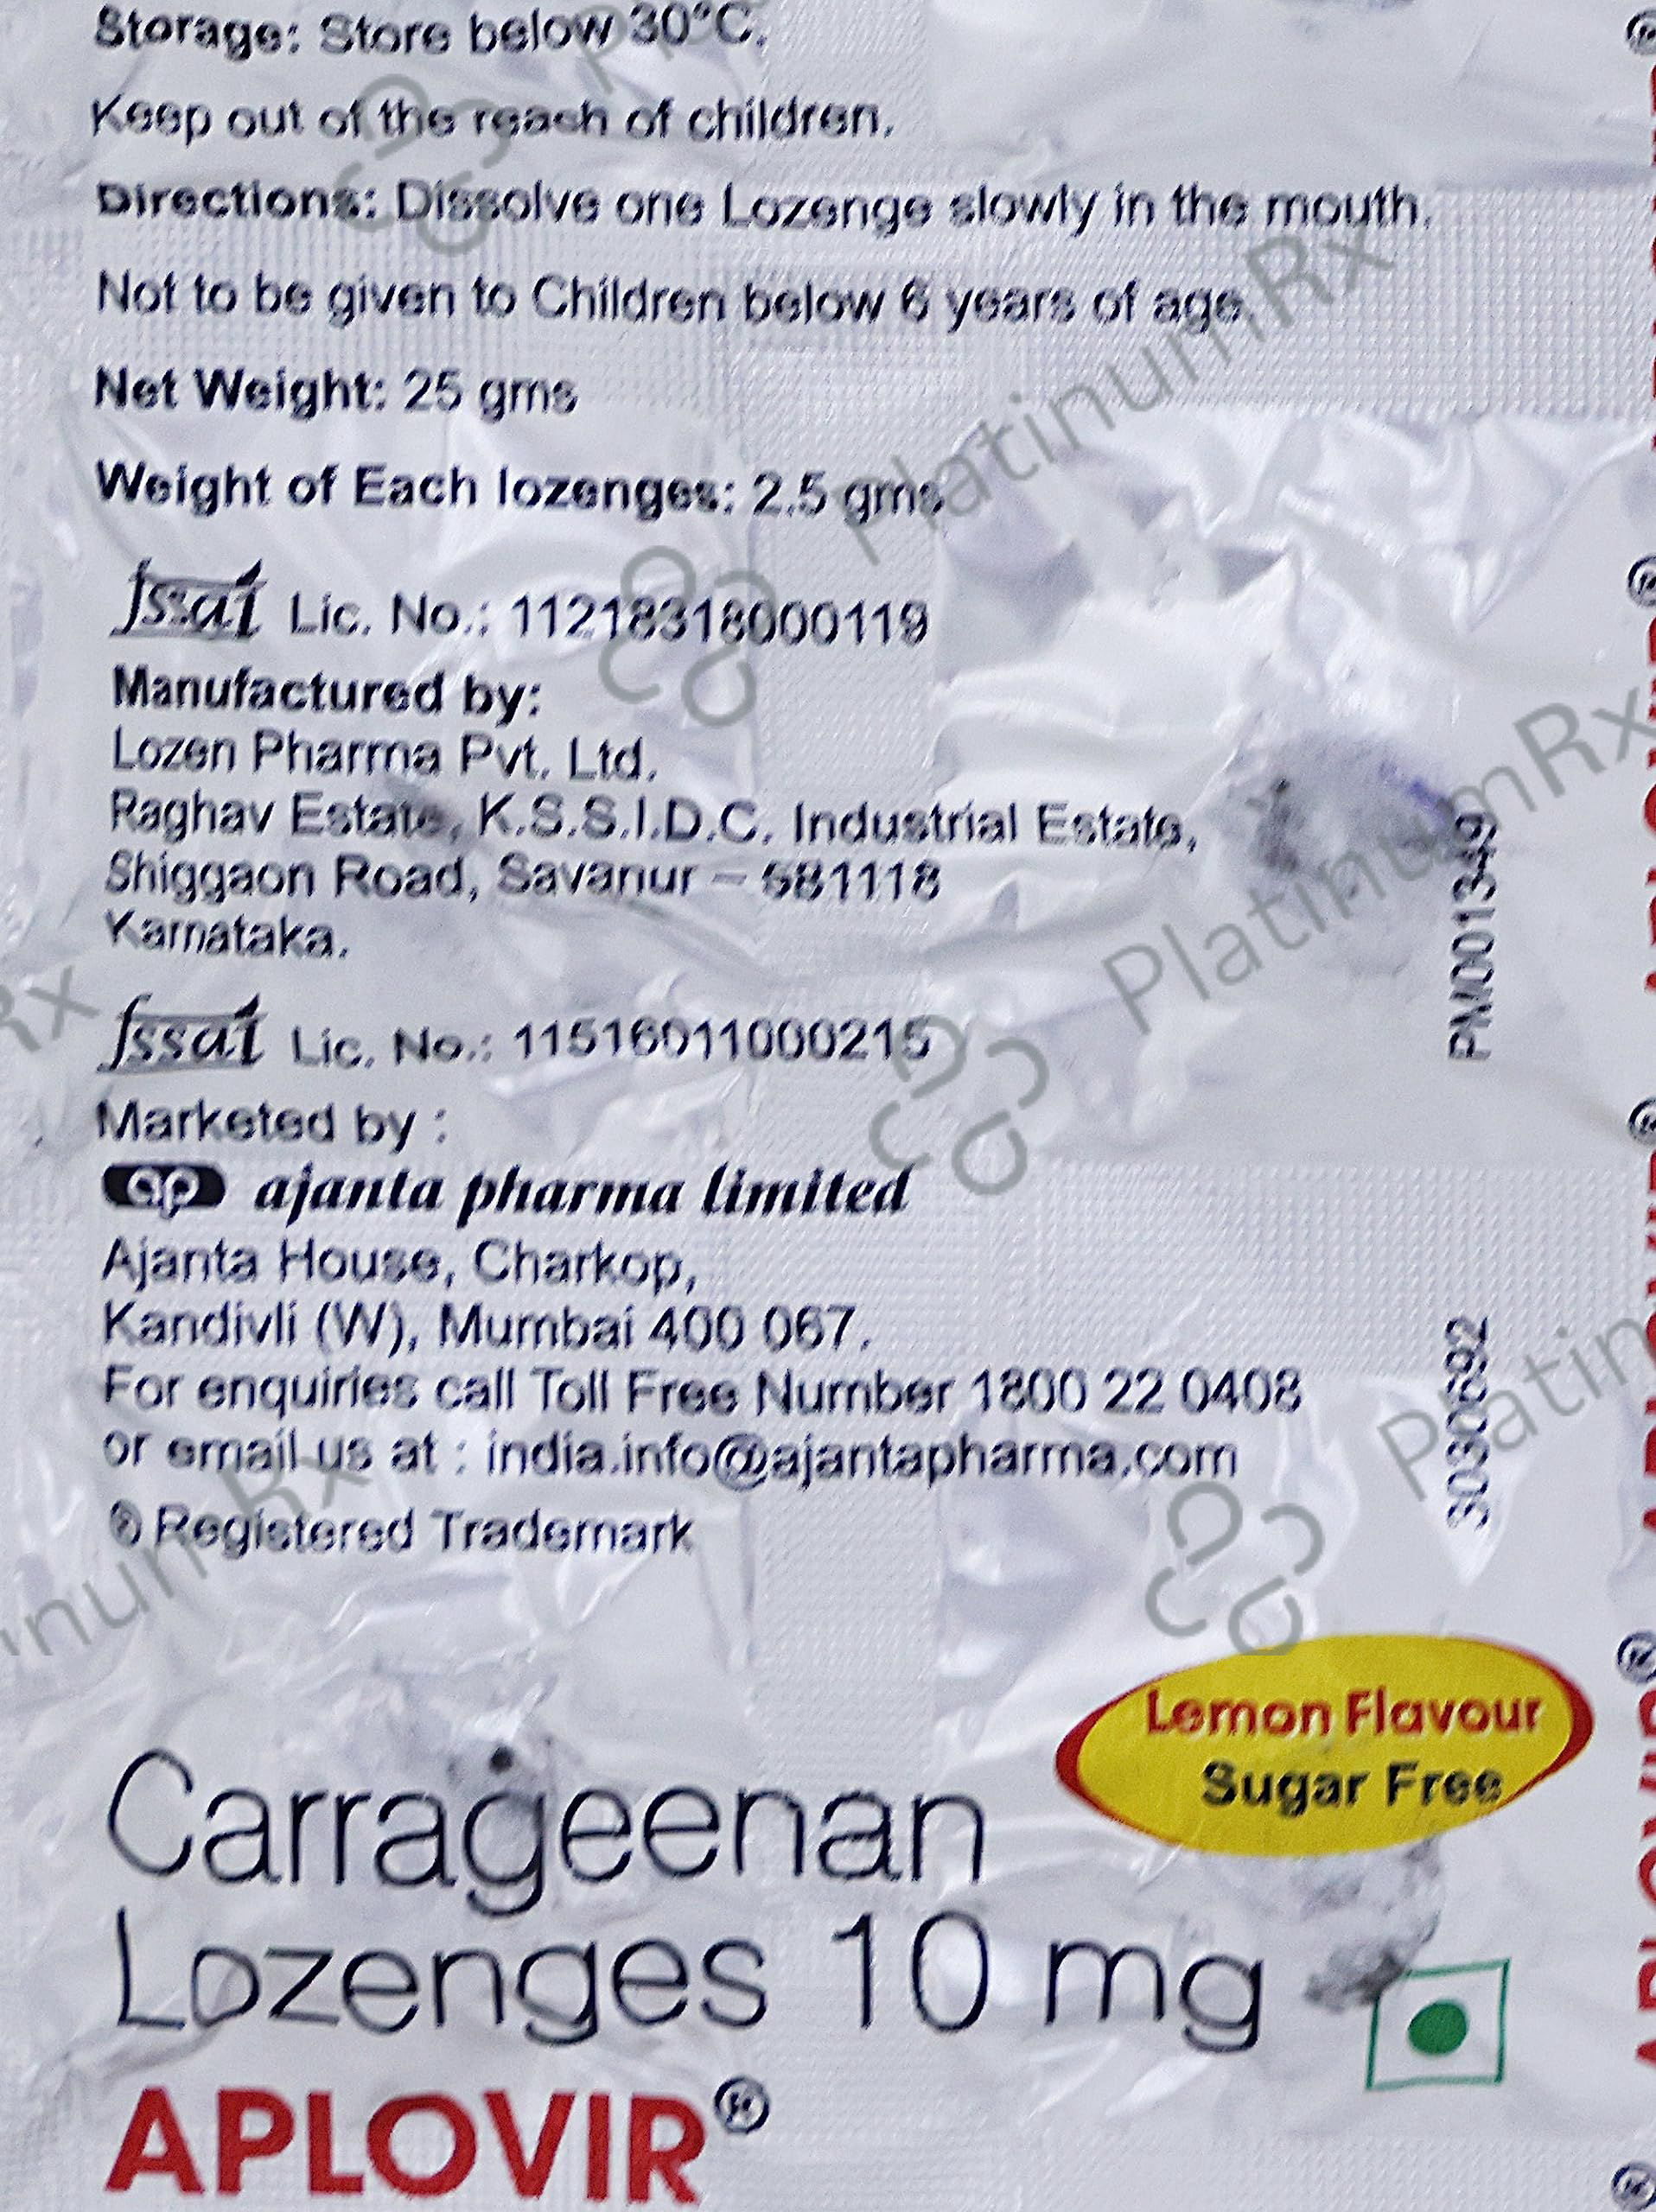 Storage: Store below 30°C.
Keep out of the reach of children.
Directions: Dissolve one Lozenge slowly in the mouth.
Not to be given to Children below 6 years of age.
Net Weight: 25 gms
Weight of Each lozenges: 2.5 gms
fssai Lic. No.: 11218318000119
Manufactured by:
Lozen Pharma Pvt. Ltd.
Raghav Estate, K.S.S.I.D.C. Industrial Estate,
Shiggaon Road, Savanur – 581118
Karnataka.
PM001349
fssai Lic. No.: 11516011000215
Marketed by :
ap ajanta pharma limited
Ajanta House, Charkop,
Kandivli (W), Mumbai 400 067.
For enquiries call Toll Free Number 1800 22 0408
or email us at : india.info@ajantapharma.com
® Registered Trademark
3030692
Lemon Flavour
Sugar Free
Carrageenan
Lozenges 10 mg
APLOVIR®
PlatinumRx
PlatinumRx